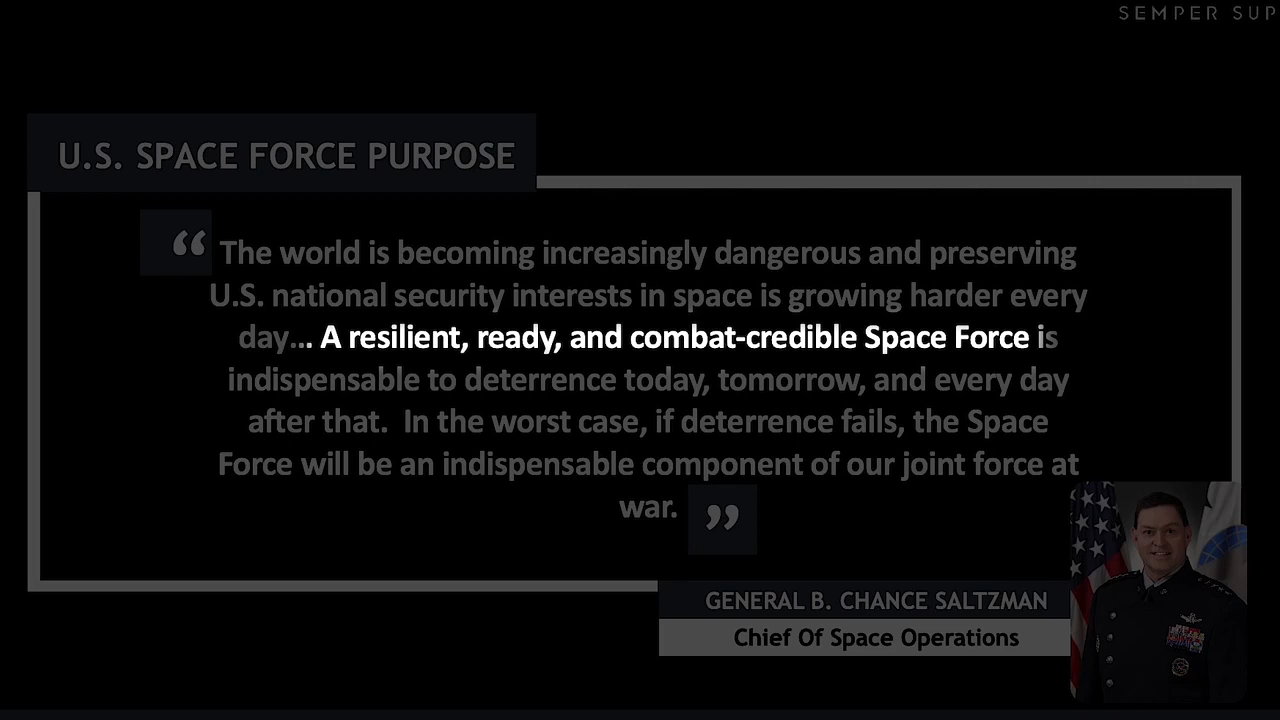 SEMPER SUP
U.S. SPACE FORCE PURPOSE
“ The world is becoming increasingly dangerous and preserving
U.S. national security interests in space is growing harder every
day... A resilient, ready, and combat-credible Space Force is
indispensable to deterrence today, tomorrow, and every day
after that.  In the worst case, if deterrence fails, the Space
Force will be an indispensable component of our joint force at
war. ”
GENERAL B. CHANCE SALTZMAN
Chief Of Space Operations